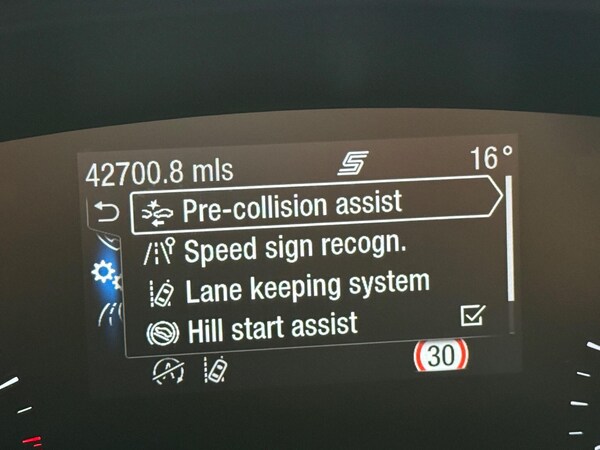 42700.8 mls
S
16°
Pre-collision assist
Speed sign recogn.
Lane keeping system
Hill start assist
30